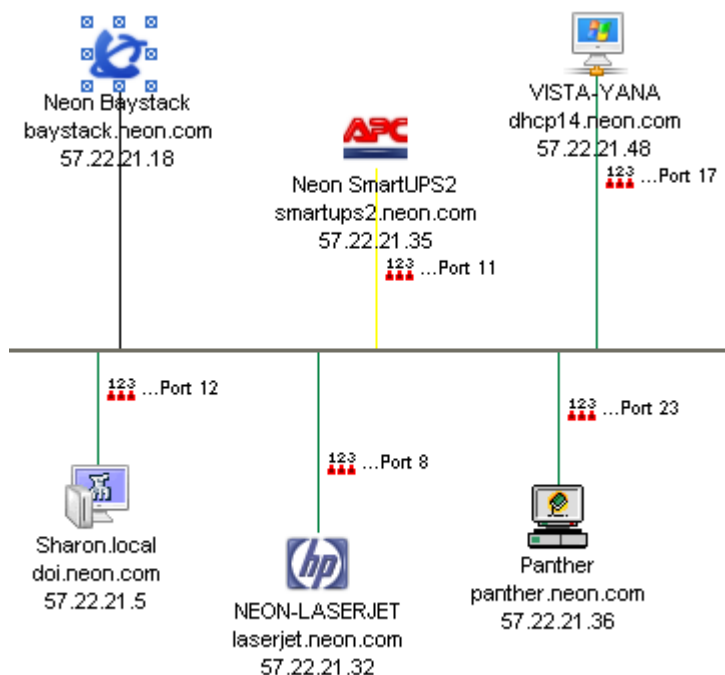 Neon Baystack
baystack.neon.com
57.22.21.18
APC
Neon SmartUPS2
smartups2.neon.com
57.22.21.35
123 ...Port 11
VISTA-YANA
dhcp14.neon.com
57.22.21.48
123 ...Port 17
123 ...Port 12
Sharon.local
doi.neon.com
57.22.21.5
123 ...Port 8
hp
NEON-LASERJET
laserjet.neon.com
57.22.21.32
123 ...Port 23
Panther
panther.neon.com
57.22.21.36